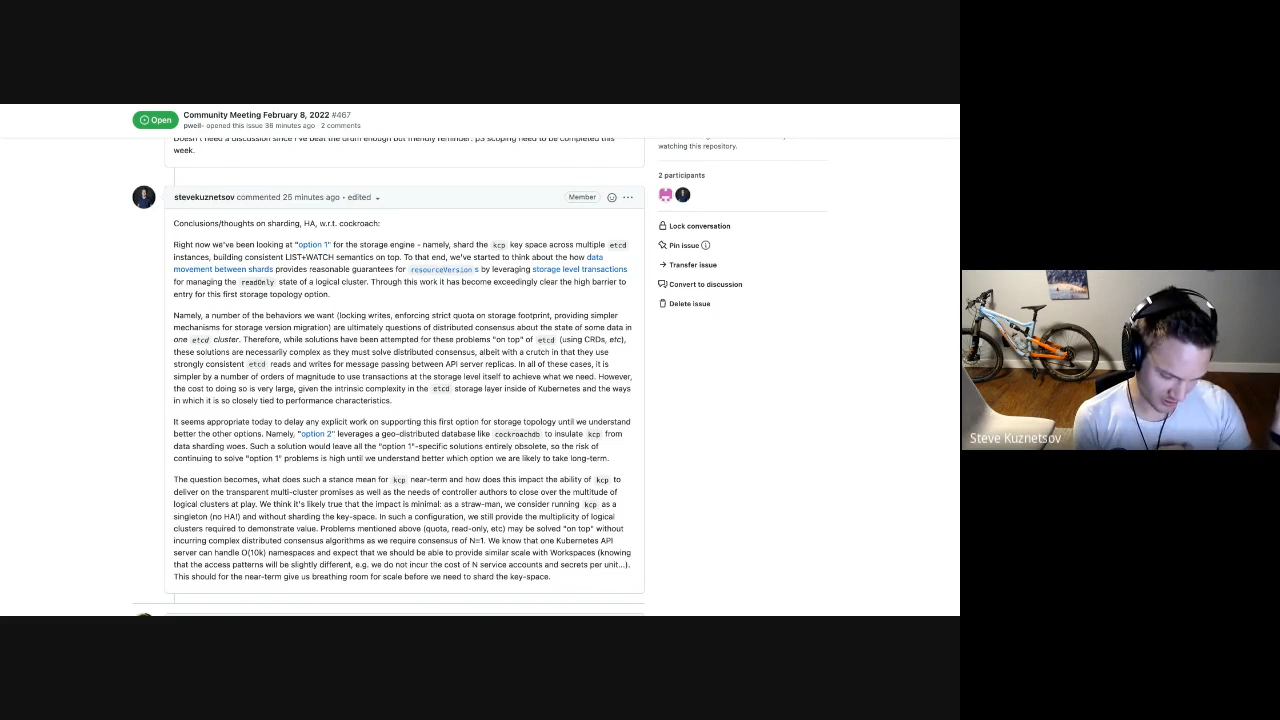 Open
Community Meeting February 8, 2022 #467
pweil- opened this issue 36 minutes ago · 2 comments
Doesn't need a discussion since I've beat the drum enough but friendly reminder: p3 scoping need to be completed this
week.
watching this repository.
2 participants
Lock conversation
Pin issue
Transfer issue
Convert to discussion
Delete issue
stevekuznetsov commented 25 minutes ago · edited
Member
Conclusions/thoughts on sharding, HA, w.r.t. cockroach:
Right now we've been looking at "option 1" for the storage engine - namely, shard the kcp key space across multiple etcd
instances, building consistent LIST+WATCH semantics on top. To that end, we've started to think about the how data
movement between shards provides reasonable guarantees for resourceVersion s by leveraging storage level transactions
for managing the readOnly state of a logical cluster. Through this work it has become exceedingly clear the high barrier to
entry for this first storage topology option.
Namely, a number of the behaviors we want (locking writes, enforcing strict quota on storage footprint, providing simpler
mechanisms for storage version migration) are ultimately questions of distributed consensus about the state of some data in
one etcd cluster. Therefore, while solutions have been attempted for these problems "on top" of etcd (using CRDs, etc),
these solutions are necessarily complex as they must solve distributed consensus, albeit with a crutch in that they use
strongly consistent etcd reads and writes for message passing between API server replicas. In all of these cases, it is
simpler by a number of orders of magnitude to use transactions at the storage level itself to achieve what we need. However,
the cost to doing so is very large, given the intrinsic complexity in the etcd storage layer inside of Kubernetes and the ways
in which it is so closely tied to performance characteristics.
It seems appropriate today to delay any explicit work on supporting this first option for storage topology until we understand
better the other options. Namely, "option 2" leverages a geo-distributed database like cockroachdb to insulate kcp from
data sharding woes. Such a solution would leave all the "option 1"-specific solutions entirely obsolete, so the risk of
continuing to solve "option 1" problems is high until we understand better which option we are likely to take long-term.
The question becomes, what does such a stance mean for kcp near-term and how does this impact the ability of kcp to
deliver on the transparent multi-cluster promises as well as the needs of controller authors to close over the multitude of
logical clusters at play. We think it's likely true that the impact is minimal: as a straw-man, we consider running kcp as a
singleton (no HA!) and without sharding the key-space. In such a configuration, we still provide the multiplicity of logical
clusters required to demonstrate value. Problems mentioned above (quota, read-only, etc) may be solved "on top" without
incurring complex distributed consensus algorithms as we require consensus of N=1. We know that one Kubernetes API
server can handle O(10k) namespaces and expect that we should be able to provide similar scale with Workspaces (knowing
that the access patterns will be slightly different, e.g. we do not incur the cost of N service accounts and secrets per unit...).
This should for the near-term give us breathing room for scale before we need to shard the key-space.
Steve Kuznetsov